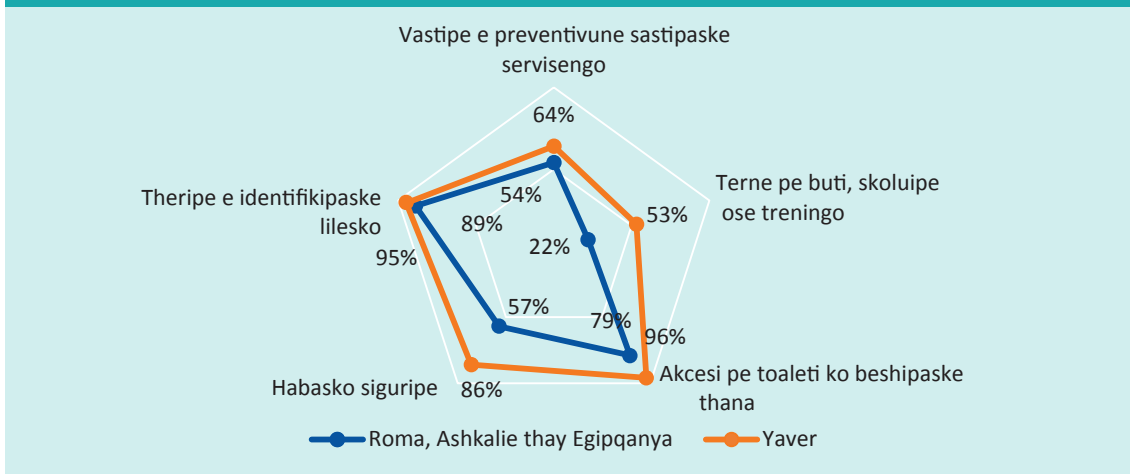 Vastipe e preventivune sastipaske
servisengo
64%
54%
Terne pe buti, skoluipe
ose treningo
53%
22%
Theripe e identifikipaske
lilesko
89%
95%
57%
79%
96%
Akcesi pe toaleti ko beshipaske
thana
Habasko siguripe
86%
Roma, Ashkalie thay Egipqanya
Yaver